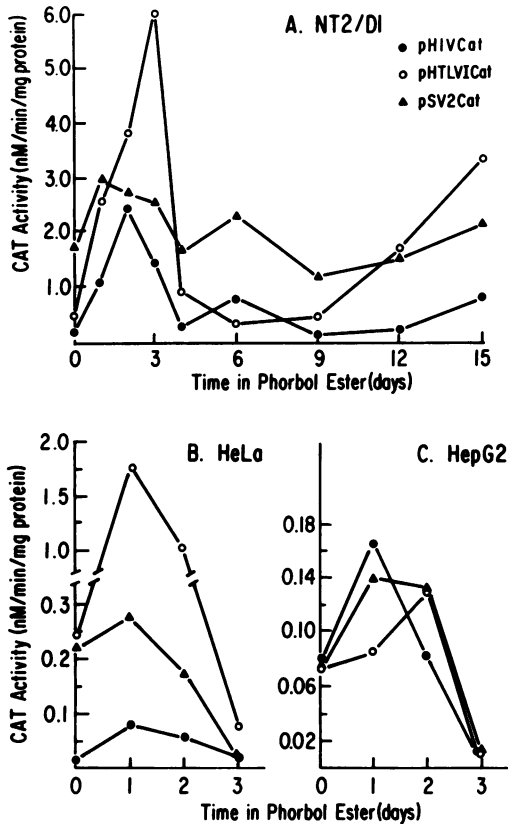 A. NT2/D1
● pHIVCat
○ pHTLVICat
▲ pSV2Cat
CAT Activity (nM/min/mg protein)
6.0
5.0
4.0
3.0
2.0
1.0
0 3 6 9 12 15
Time in Phorbol Ester(days)
B. HeLa
CAT Activity (nM/min/mg protein)
2.0
1.5
1.0
0.3
0.2
0.1
0 1 2 3
C. HepG2
0.18
0.14
0.10
0.06
0.02
0 1 2 3
Time in Phorbol Ester(days)